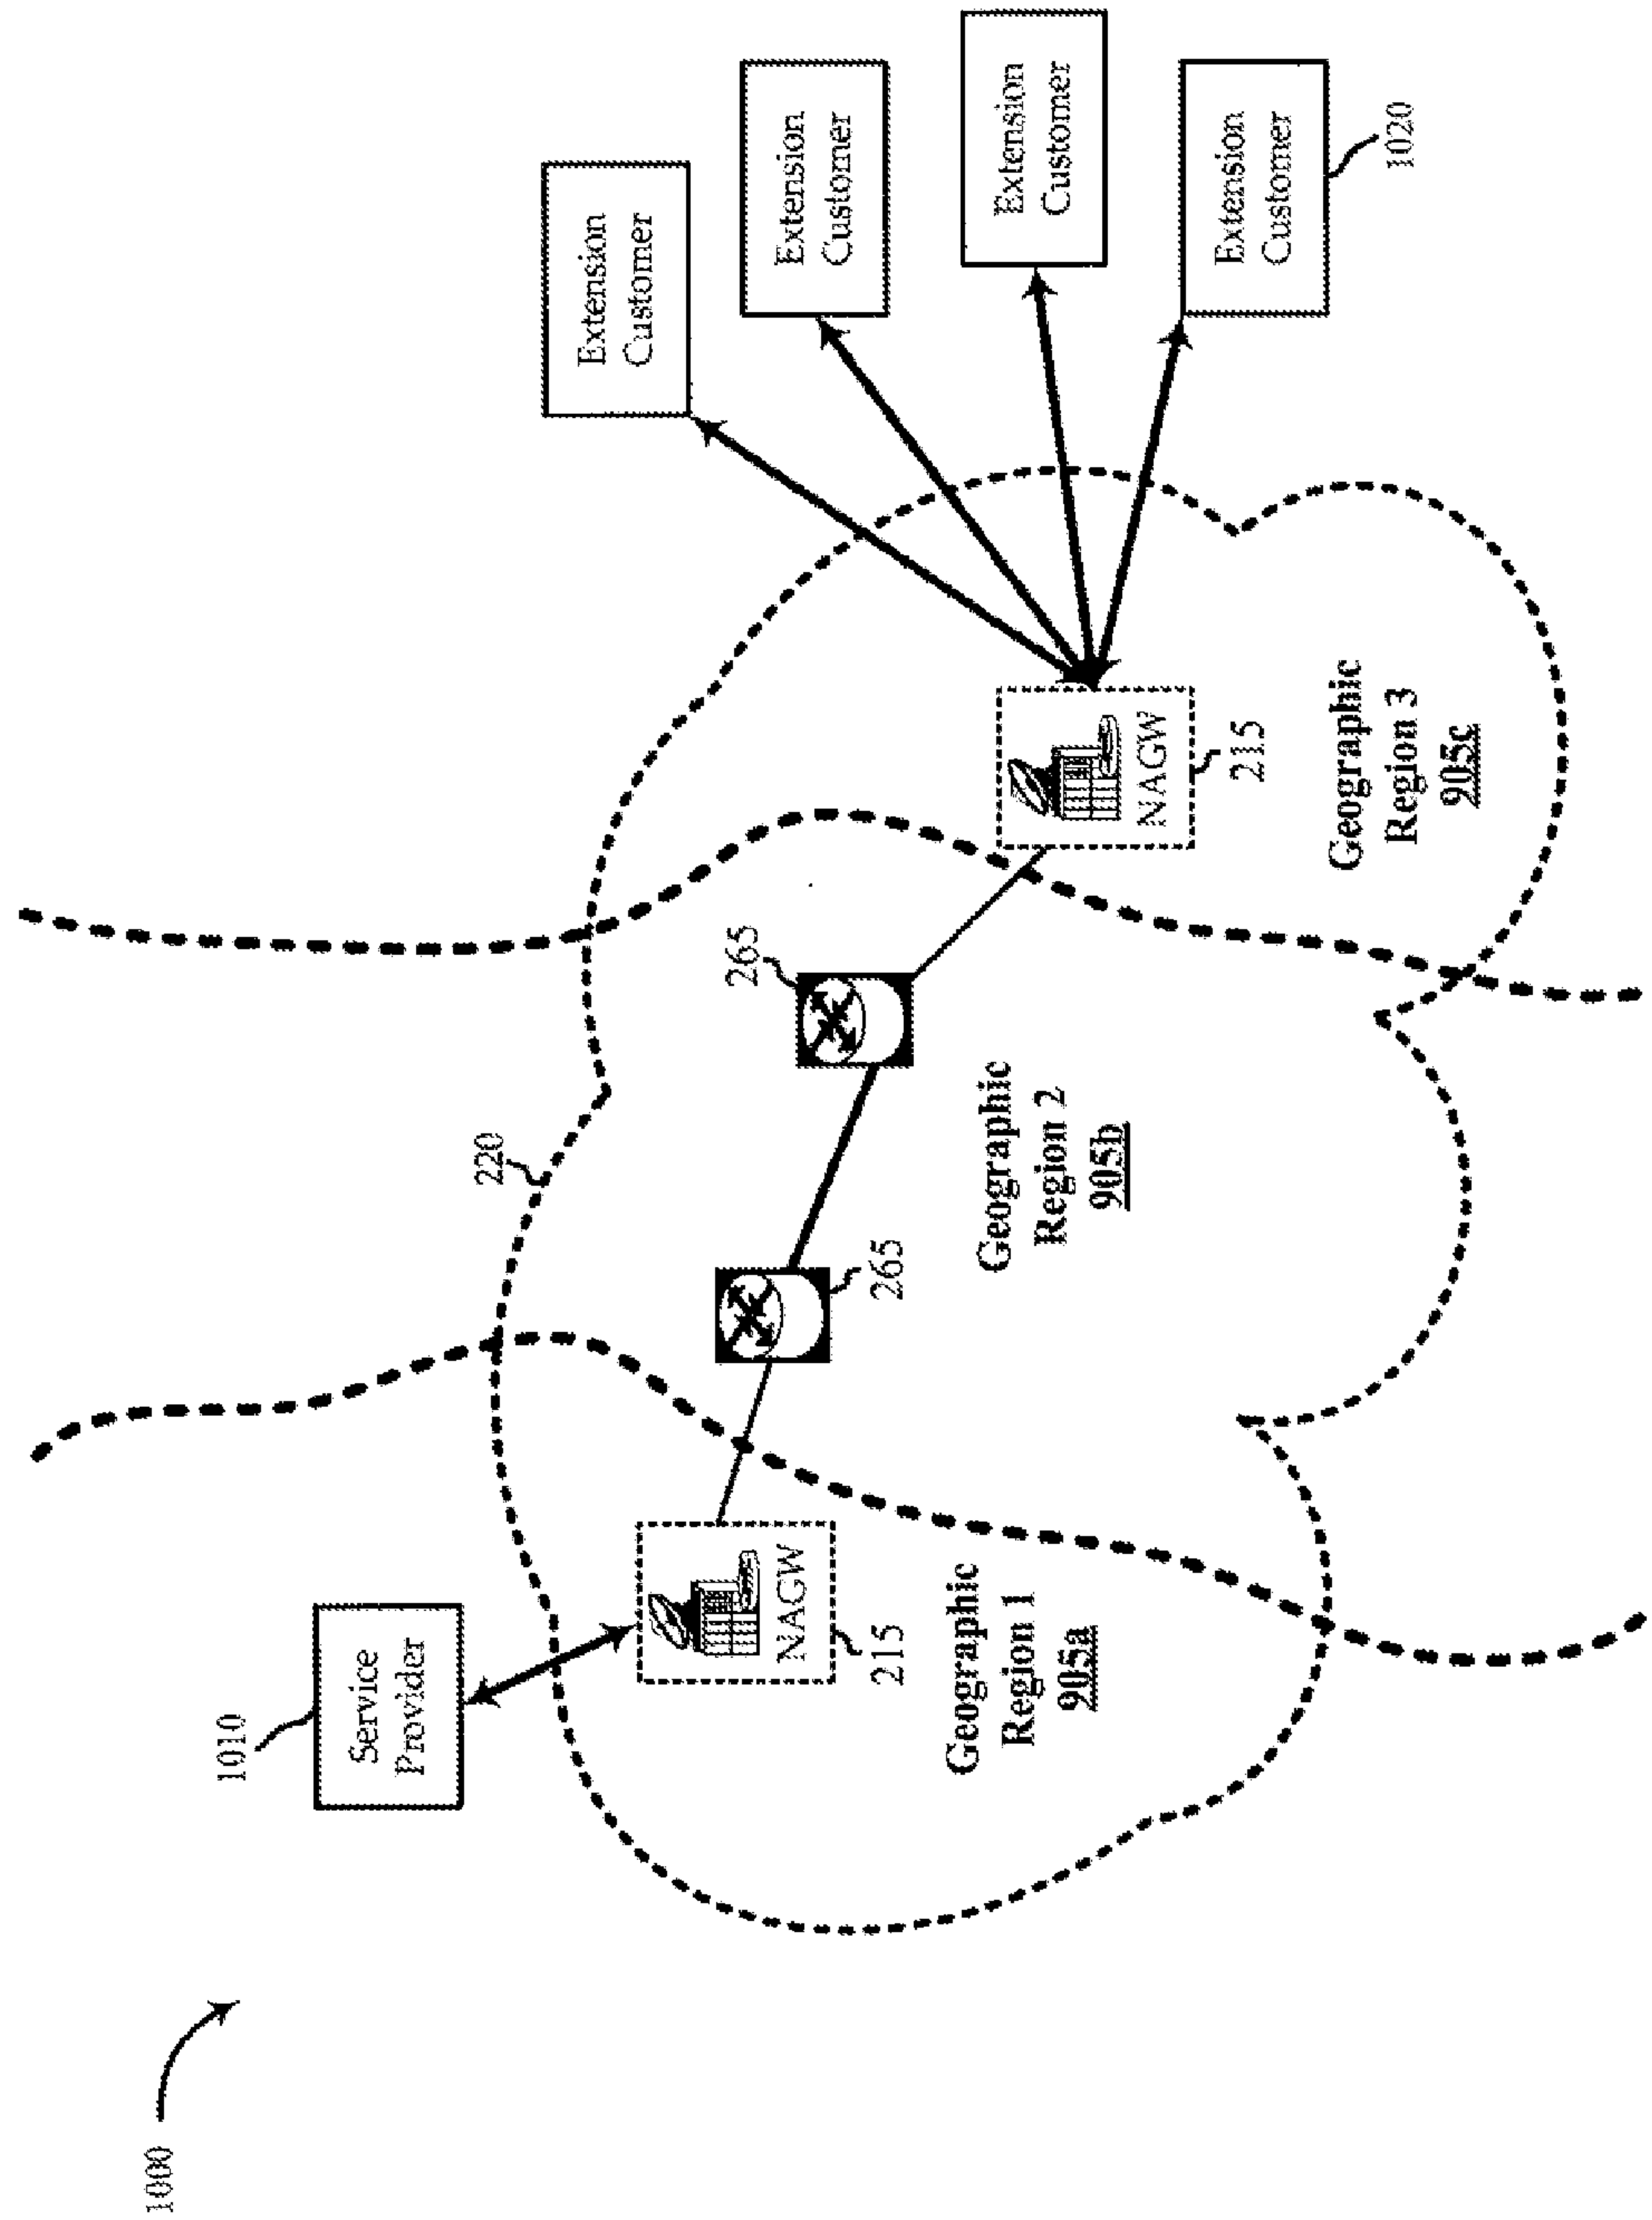 1000
1010
Service
Provider
NAGW
215
Geographic
Region 1
905a
220
265
265
Geographic
Region 2
905b
NAGW
215
Geographic
Region 3
905c
Extension
Customer
Extension
Customer
Extension
Customer
Extension
Customer
1020